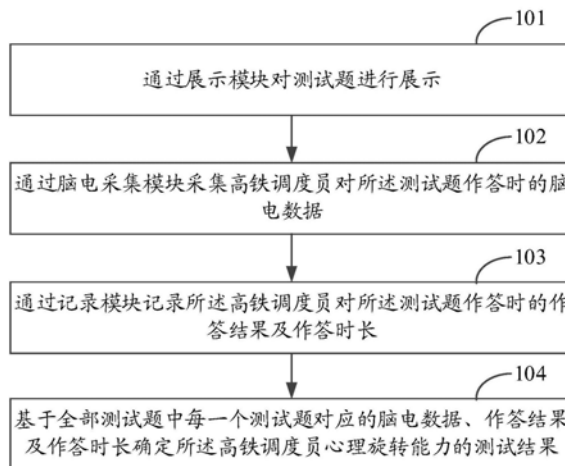 101
通过展示模块对测试题进行展示
102
通过脑电采集模块采集高铁调度员对所述测试题作答时的脑
电数据
103
通过记录模块记录所述高铁调度员对所述测试题作答时的作
答结果及作答时长
104
基于全部测试题中每一个测试题对应的脑电数据、作答结果
及作答时长确定所述高铁调度员心理旋转能力的测试结果